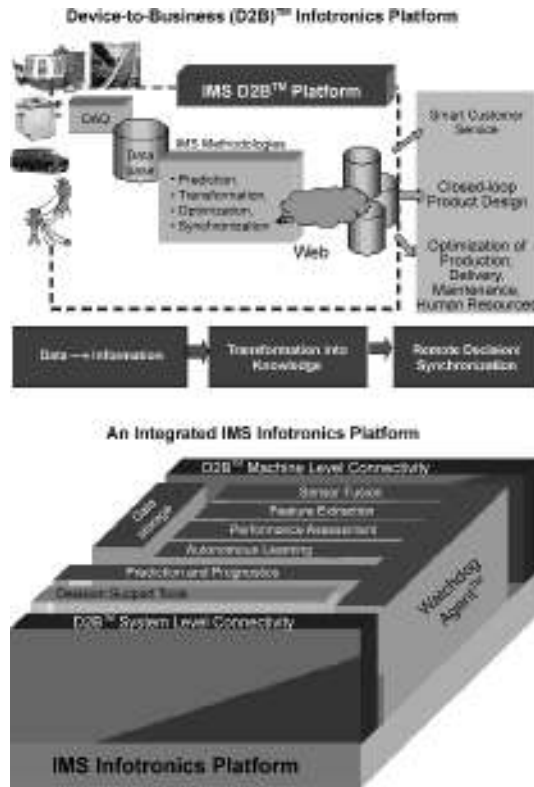 Device-to-Business (D2B)™ Infotronics Platform
IMS D2B™ Platform
DAQ
Data
base
IMS Methodologies
• Prediction,
• Transformation,
• Optimization,
• Synchronization
Web
Smart Customer
Service
Closed-loop
Product Design
Optimization of
Production,
Delivery,
Maintenance,
Human Resources
Data → Information
Transformation into
Knowledge
Remote Decision/
Synchronization
An Integrated IMS Infotronics Platform
D2B™ Machine Level Connectivity
Data
storage
Sensor Fusion
Feature Extraction
Performance Assessment
Autonomous Learning
Prediction and Prognostics
Decision Support Tools
D2B™ System Level Connectivity
Watchdog
Agent™
IMS Infotronics Platform